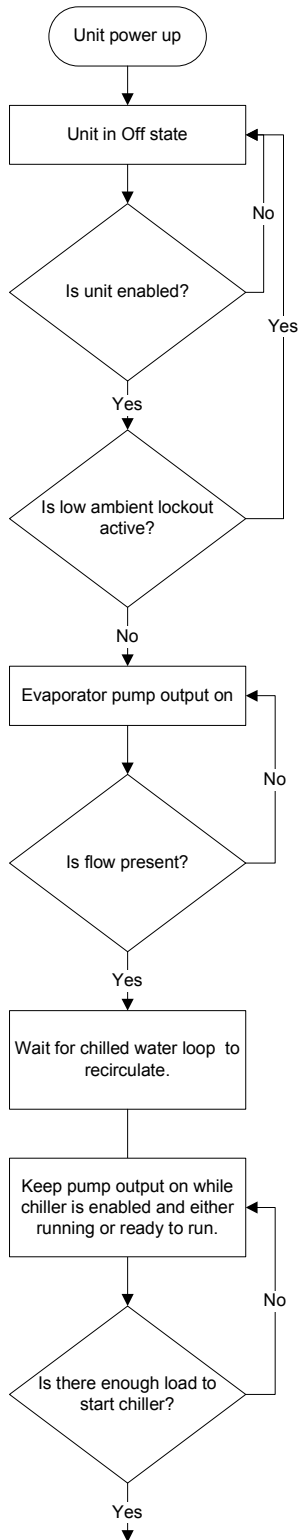 Unit power up
Unit in Off state
No
Is unit enabled?
Yes
Yes
Is low ambient lockout
active?
No
Evaporator pump output on
No
Is flow present?
Yes
Wait for chilled water loop to
recirculate.
Keep pump output on while
chiller is enabled and either
running or ready to run.
No
Is there enough load to
start chiller?
Yes